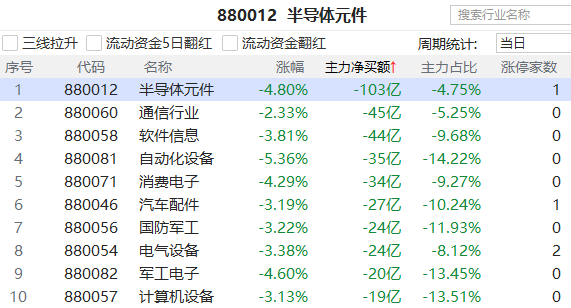 880012 半导体元件 搜索行业名称
三线拉升 流动资金5日翻红 流动资金翻红 周期统计: 当日
序号 代码 名称 涨幅 主力净买额↑ 主力占比 涨停家数
1 880012 半导体元件 -4.80% -103亿 -4.75% 1
2 880060 通信行业 -2.33% -45亿 -5.25% 0
3 880058 软件信息 -3.81% -44亿 -9.68% 0
4 880081 自动化设备 -5.36% -35亿 -14.22% 0
5 880071 消费电子 -4.29% -34亿 -9.27% 0
6 880046 汽车配件 -3.19% -27亿 -10.24% 1
7 880056 国防军工 -3.22% -24亿 -11.93% 0
8 880054 电气设备 -3.38% -24亿 -8.12% 2
9 880082 军工电子 -4.60% -20亿 -13.45% 0
10 880057 计算机设备 -3.13% -19亿 -13.51% 0